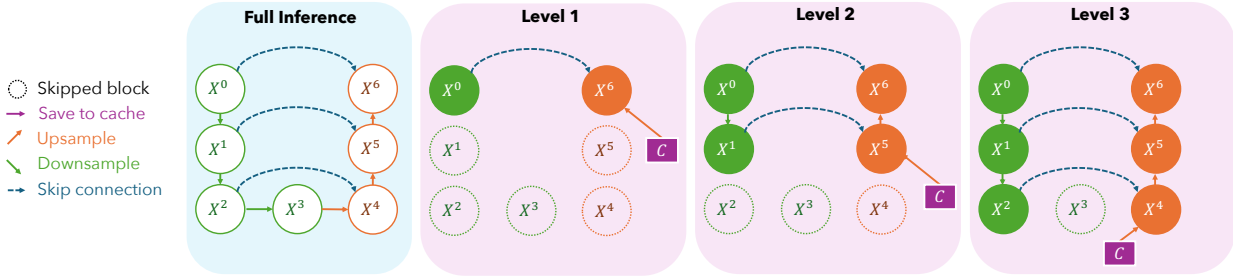 Full Inference
Level 1
Level 2
Level 3
Skipped block
Save to cache
Upsample
Downsample
Skip connection
X^0 X^6
X^1 X^5
X^2 X^3 X^4
X^0 X^6
X^1 X^5 C
X^2 X^3 X^4
X^0 X^6
X^1 X^5
X^2 X^3 X^4 C
X^0 X^6
X^1 X^5
X^2 X^3 X^4
C